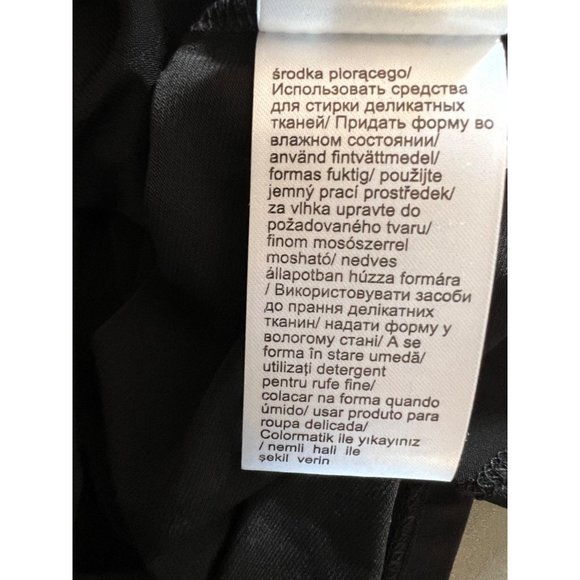 środka piorącego/
Использовать средства
для стирки деликатных
тканей/ Придать форму во
влажном состоянии/
använd fintvättmedel/
formas fuktig/ použijte
jemný prací prostředek/
za vlhka upravte do
požadovaného tvaru/
finom mosószerrel
mosható/ nedves
állapotban húzza formára
/ Використовувати засоби
до прання делікатних
тканин/ надати форму у
вологому стані/ A se
forma în stare umedă/
utilizați detergent
pentru rufe fine/
colacar na forma quando
úmido/ usar produto para
roupa delicada/
Colormatik ile yıkayınız
/ nemli hali ile
şekil verin